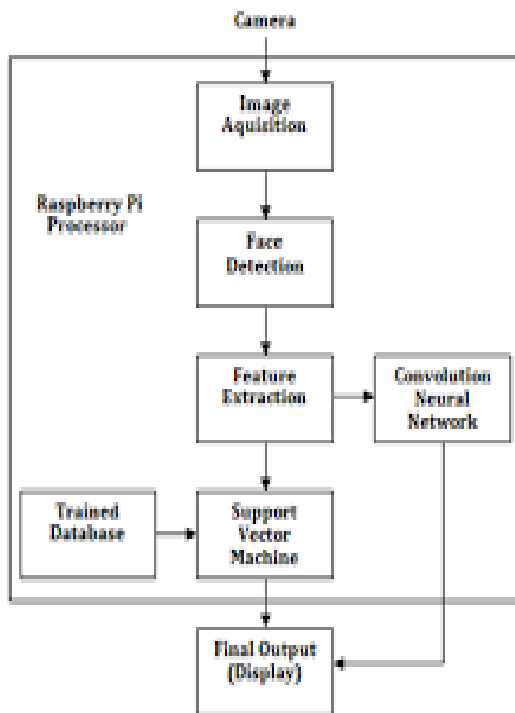 Camera
Image
Aquisition
Raspberry Pi
Processor
Face
Detection
Feature
Extraction
Convolution
Neural
Network
Trained
Database
Support
Vector
Machine
Final Output
(Display)